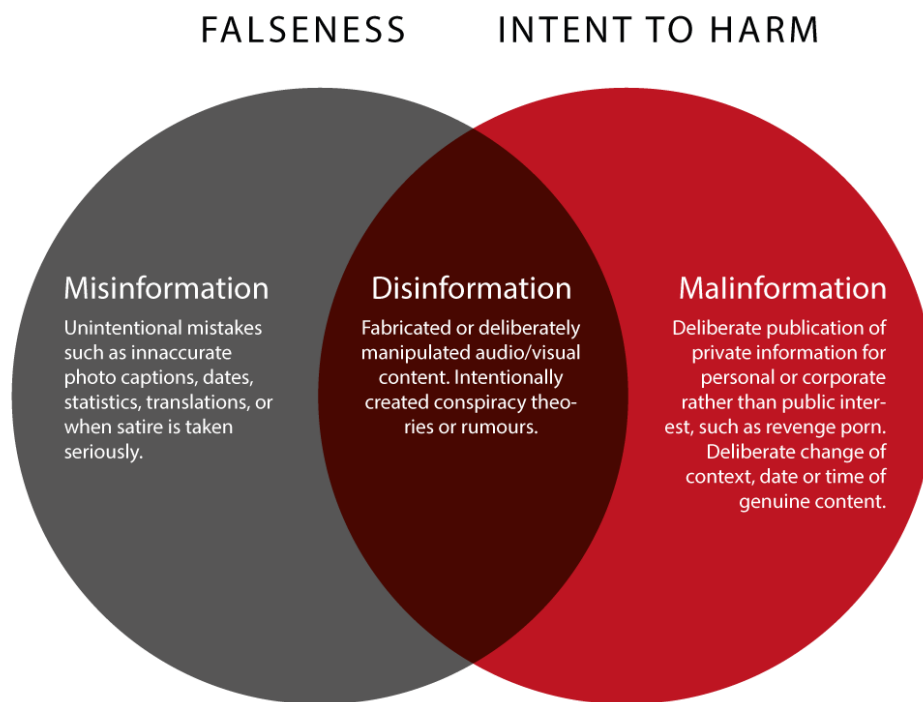 FALSENESS
INTENT TO HARM
Misinformation
Unintentional mistakes
such as innaccurate
photo captions, dates,
statistics, translations, or
when satire is taken
seriously.
Disinformation
Fabricated or deliberately
manipulated audio/visual
content. Intentionally
created conspiracy theo-
ries or rumours.
Malinformation
Deliberate publication of
private information for
personal or corporate
rather than public inter-
est, such as revenge porn.
Deliberate change of
context, date or time of
genuine content.